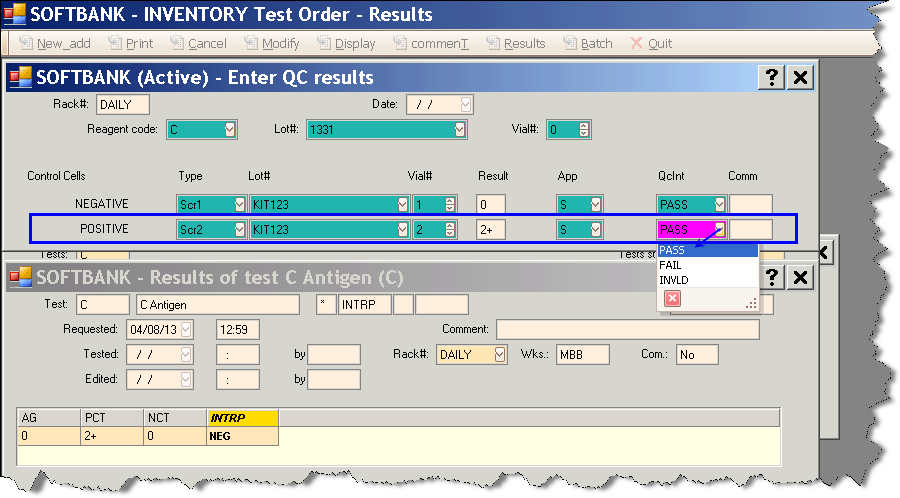 SOFTBANK - INVENTORY Test Order - Results
New_add Print Cancel Modify Display commenT Results Batch Quit
SOFTBANK (Active) - Enter QC results ?
Rack#: DAILY Date: / /
Reagent code: C Lot#: 1331 Vial#: 0
Control Cells Type Lot# Vial# Result App QcInt Comm
NEGATIVE Scr1 KIT123 1 0 S PASS
POSITIVE Scr2 KIT123 2 2+ S PASS
Tests: C Tests st
PASS
FAIL
INVLD
SOFTBANK - Results of test C Antigen (C) ?
Test: C C Antigen * INTRP
Requested: 04/08/13 12:59 Comment:
Tested: / / : by Rack#: DAILY Wks.: MBB Com.: No
Edited: / / : by
AG PCT NCT INTRP
0 2+ 0 NEG